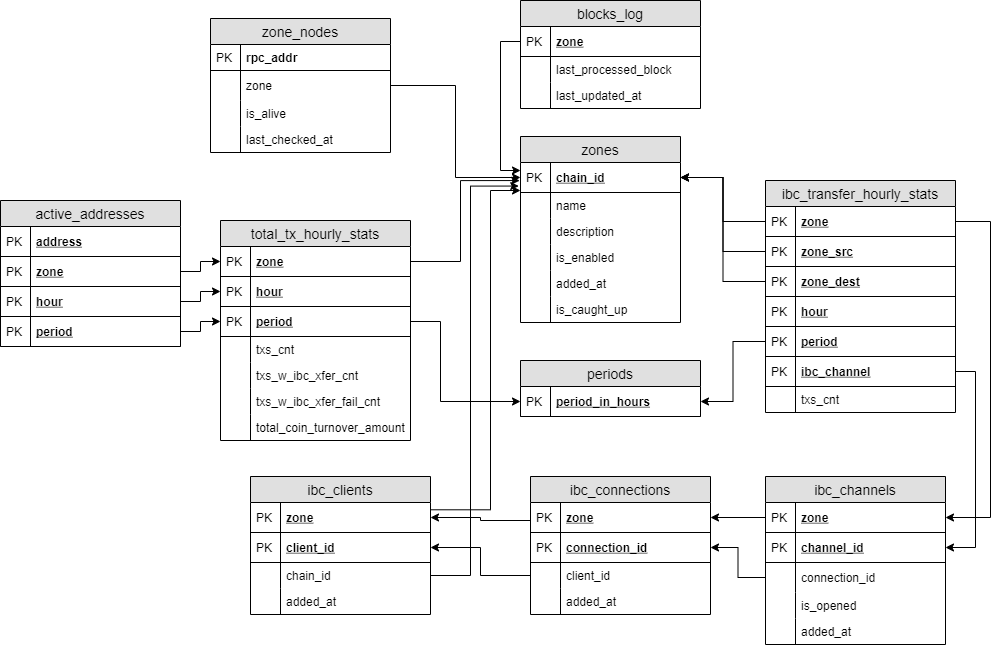 zone_nodes
PK rpc_addr
zone
is_alive
last_checked_at
blocks_log
PK zone
last_processed_block
last_updated_at
zones
PK chain_id
name
description
is_enabled
added_at
is_caught_up
active_addresses
PK address
PK zone
PK hour
PK period
total_tx_hourly_stats
PK zone
PK hour
PK period
txs_cnt
txs_w_ibc_xfer_cnt
txs_w_ibc_xfer_fail_cnt
total_coin_turnover_amount
ibc_transfer_hourly_stats
PK zone
PK zone_src
PK zone_dest
PK hour
PK period
PK ibc_channel
txs_cnt
periods
PK period_in_hours
ibc_clients
PK zone
PK client_id
chain_id
added_at
ibc_connections
PK zone
PK connection_id
client_id
added_at
ibc_channels
PK zone
PK channel_id
connection_id
is_opened
added_at